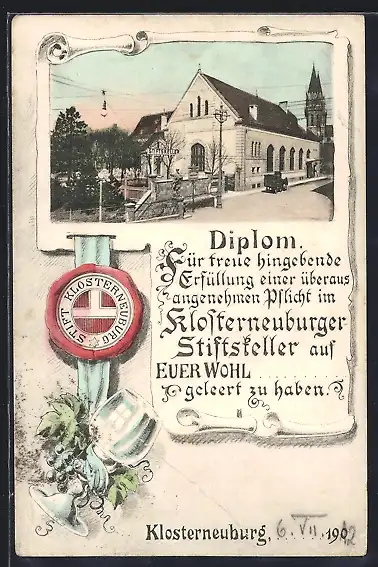 Diplom.
Für treue hingebende
Erfüllung einer überaus
angenehmen Pflicht im
Klosterneuburger-
Stiftskeller auf
EUER WOHL..........
geleert zu haben.
STIFT KLOSTERNEUBURG
Klosterneuburg, 6. VII 1902